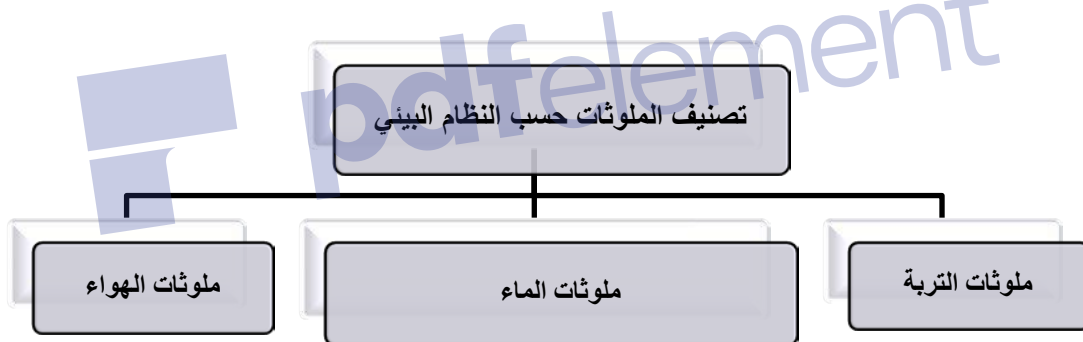 pdfelement
تصنيف الملوثات حسب النظام البيئي
ملوثات التربة
ملوثات الماء
ملوثات الهواء